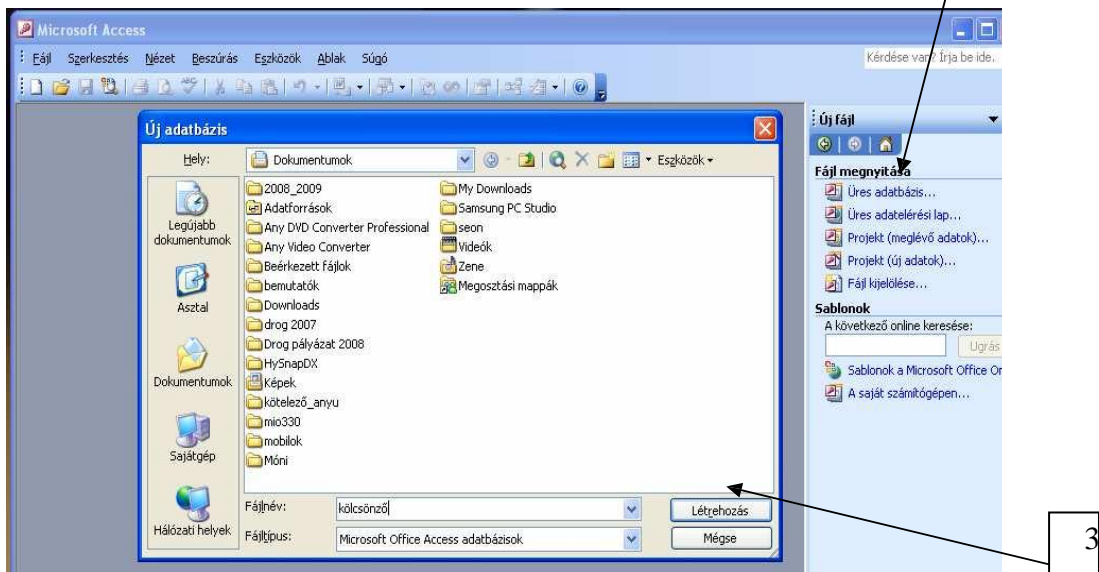 Microsoft Access
Fájl Szerkesztés Nézet Beszúrás Eszközök Ablak Súgó
Kérdése van? Írja be ide.
Új adatbázis
Hely:
Dokumentumok
Eszközök
Legújabb
dokumentumok
Asztal
Dokumentumok
Sajátgép
Hálózati helyek
2008_2009
Adatforrások
Any DVD Converter Professional
Any Video Converter
Beérkezett fájlok
bemutatók
Downloads
drog 2007
Drog pályázat 2008
HySnapDX
Képek
kötelező_anyu
mio330
mobilok
Móni
My Downloads
Samsung PC Studio
seon
Videók
Zene
Megosztási mappák
Fájlnév:
kölcsönző
Létrehozás
Fájltípus:
Microsoft Office Access adatbázisok
Mégse
Új fájl
Fájl megnyitása
Üres adatbázis...
Üres adatelérési lap...
Projekt (meglévő adatok)...
Projekt (új adatok)...
Fájl kijelölése...
Sablonok
A következő online keresése:
Ugrás
Sablonok a Microsoft Office Or
A saját számítógépen...
3